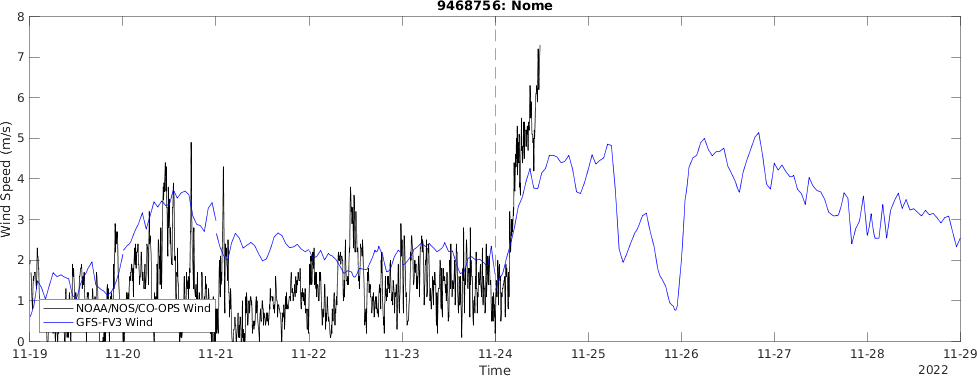 9468756: Nome
8
7
6
5
4
3
2
1
0
Wind Speed (m/s)
NOAA/NOS/CO-OPS Wind
GFS-FV3 Wind
11-19 11-20 11-21 11-22 11-23 11-24 11-25 11-26 11-27 11-28 11-29
Time
2022